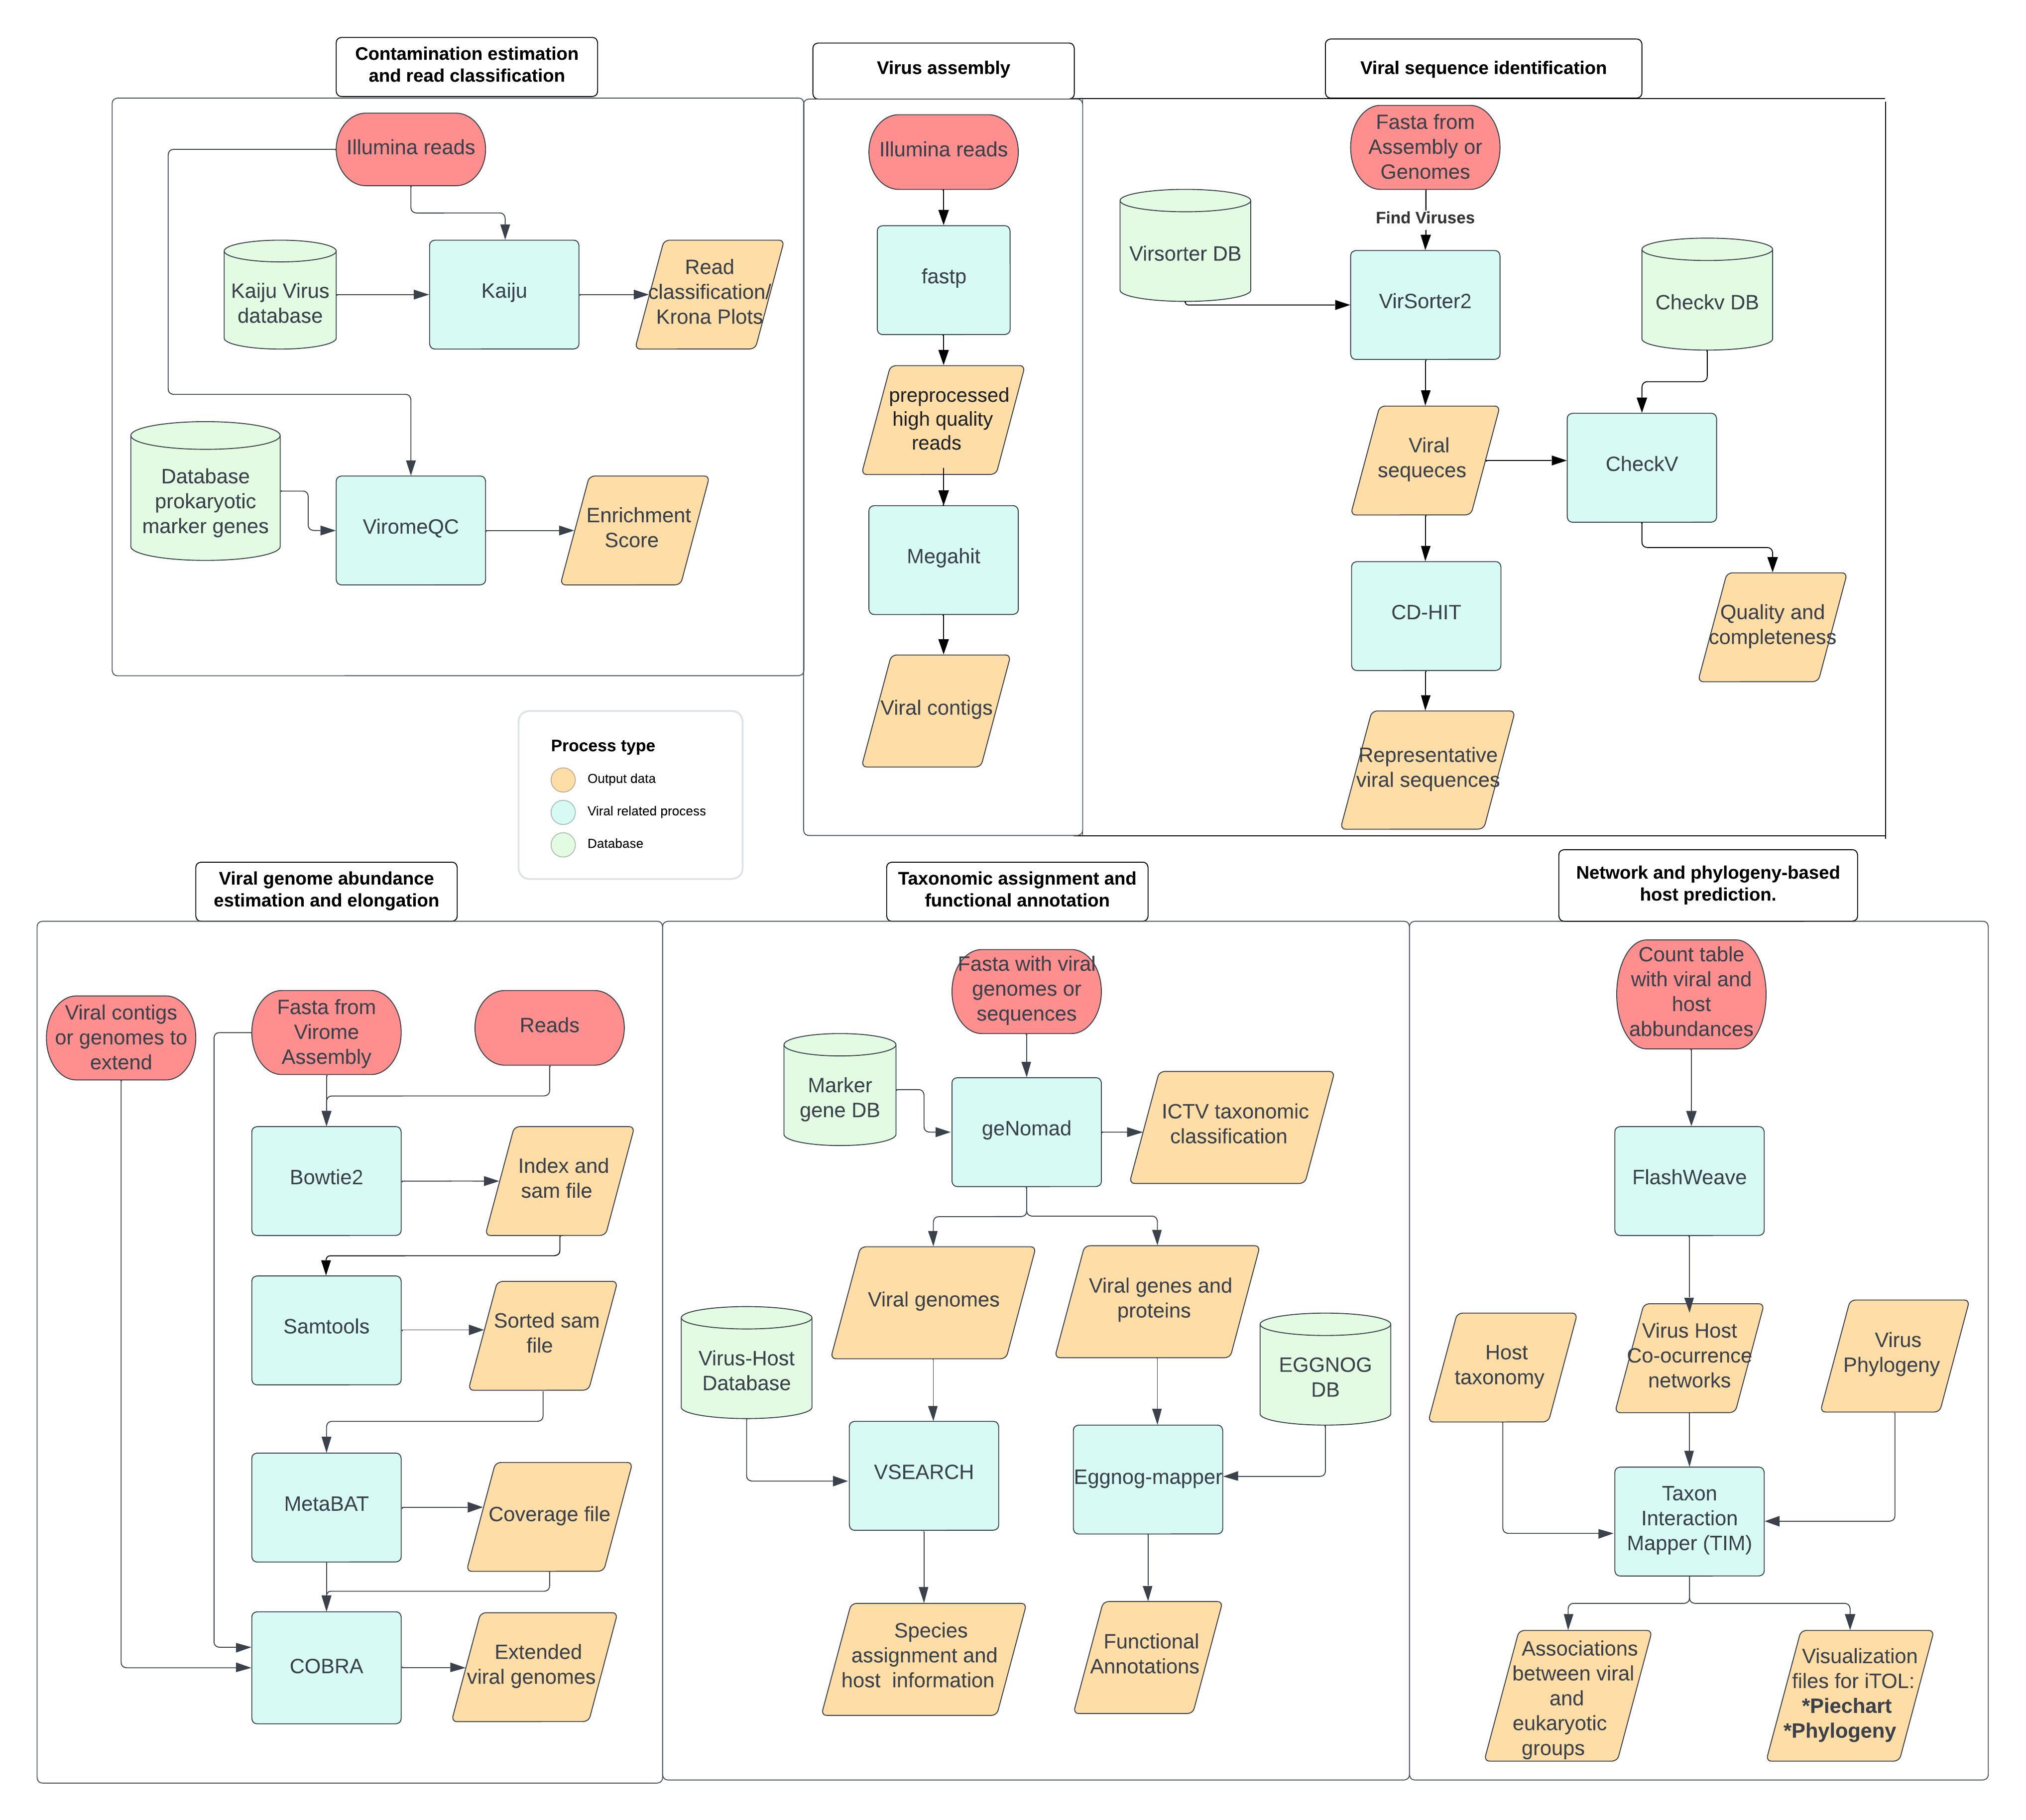 Contamination estimation
and read classification
Illumina reads
Kaiju Virus
database
Kaiju
Read
classification/
Krona Plots
Database
prokaryotic
marker genes
ViromeQC
Enrichment
Score
Virus assembly
Illumina reads
fastp
preprocessed
high quality
reads
Megahit
Viral contigs
Viral sequence identification
Fasta from
Assembly or
Genomes
Find Viruses
Virsorter DB
VirSorter2
Checkv DB
Viral
sequeces
CheckV
CD-HIT
Quality and
completeness
Representative
viral sequences
Process type
Output data
Viral related process
Database
Viral genome abundance
estimation and elongation
Viral contigs
or genomes to
extend
Fasta from
Virome
Assembly
Reads
Bowtie2
Index and
sam file
Samtools
Sorted sam
file
MetaBAT
Coverage file
COBRA
Extended
viral genomes
Taxonomic assignment and
functional annotation
Fasta with viral
genomes or
sequences
Marker
gene DB
geNomad
ICTV taxonomic
classification
Viral genomes
Viral genes and
proteins
Virus-Host
Database
EGGNOG
DB
VSEARCH
Eggnog-mapper
Species
assignment and
host  information
Functional
Annotations
Network and phylogeny-based
host prediction.
Count table
with viral and
host
abbundances
FlashWeave
Host
taxonomy
Virus Host
Co-ocurrence
networks
Virus
Phylogeny
Taxon
Interaction
Mapper (TIM)
Associations
between viral
and
eukaryotic
groups
Visualization
files for iTOL:
*Piechart
*Phylogeny